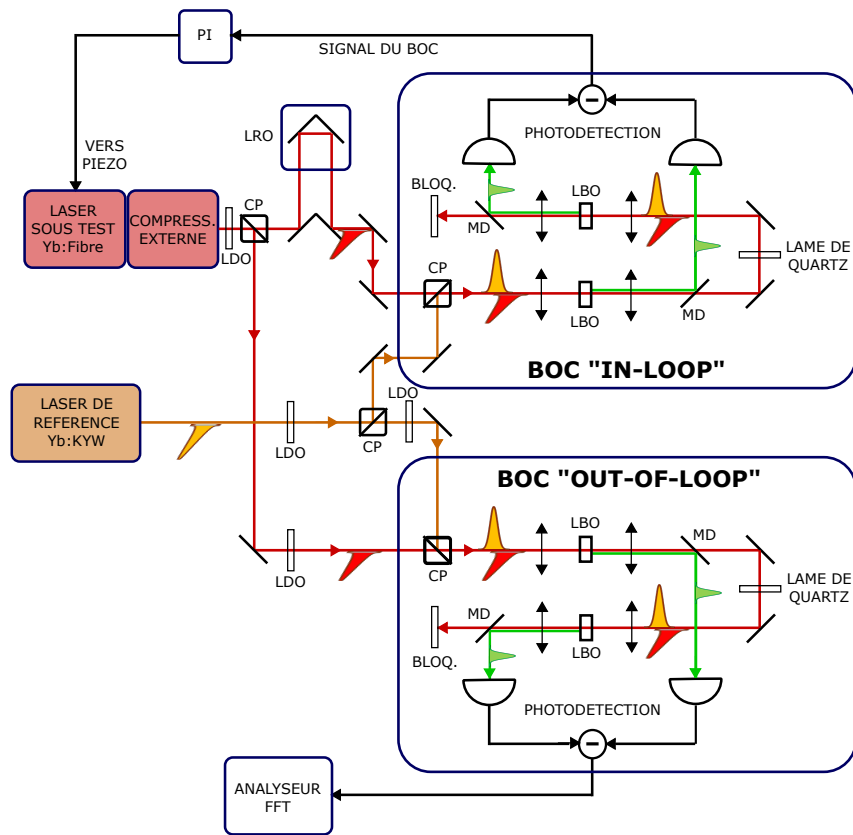 PI
SIGNAL DU BOC
LRO
VERS
PIEZO
PHOTODETECTION
BLOQ.
LBO
MD
LASER
SOUS TEST
Yb:Fibre
COMPRESS.
EXTERNE
CP
LDO
LAME DE
QUARTZ
CP
LBO
MD
BOC "IN-LOOP"
LASER DE
REFERENCE
Yb:KYW
LDO
CP
LDO
BOC "OUT-OF-LOOP"
LDO
CP
LBO
MD
LAME DE
QUARTZ
MD
BLOQ.
LBO
PHOTODETECTION
ANALYSEUR
FFT